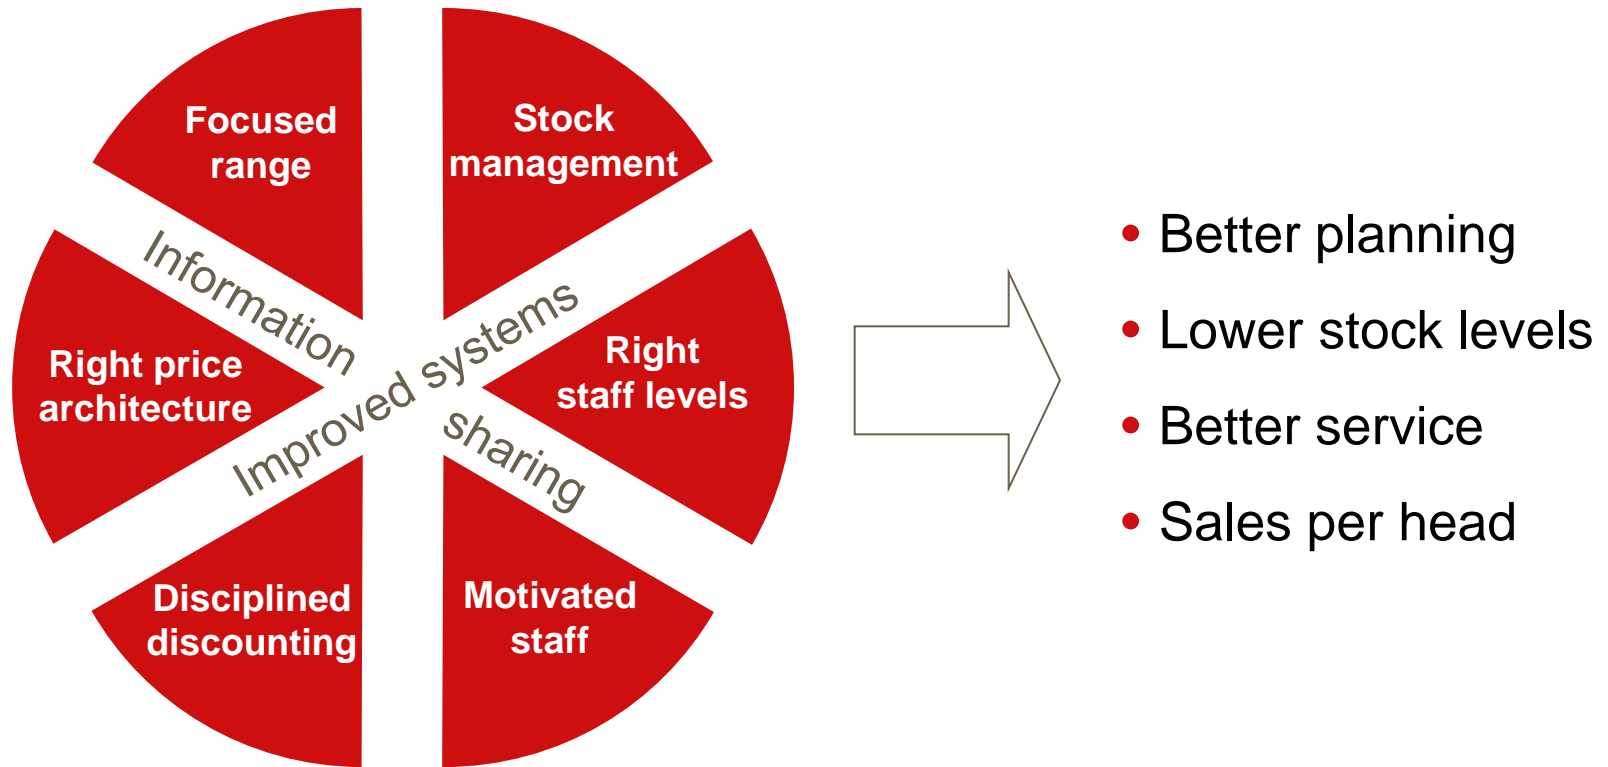 Focused
range
Stock
management
Information
sharing
Improved systems
Right price
architecture
Right
staff levels
Disciplined
discounting
Motivated
staff
• Better planning
• Lower stock levels
• Better service
• Sales per head